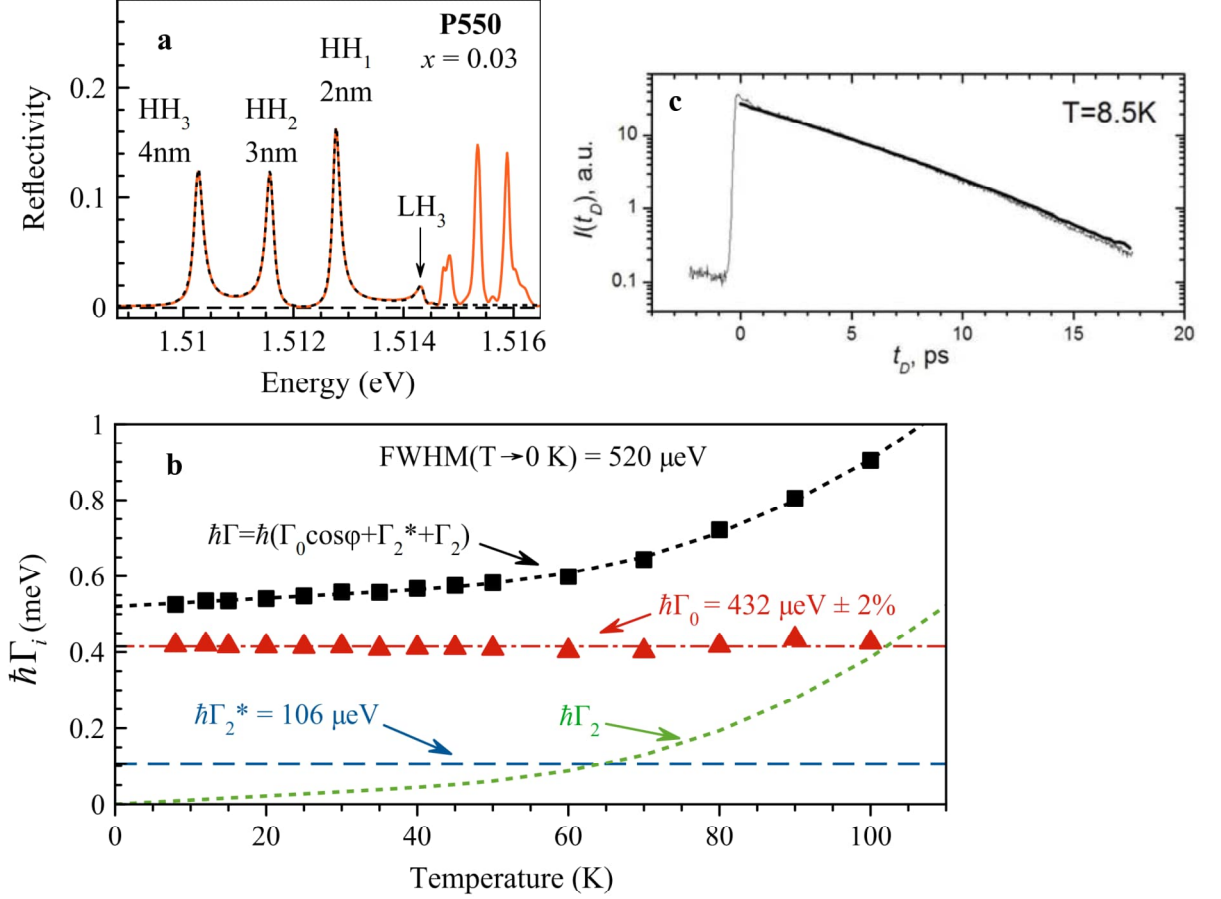 a
P550
x = 0.03
HH₁
2nm
HH₃
4nm
HH₂
3nm
LH₃
Reflectivity
0.2
0.1
0
1.51
1.512
1.514
1.516
Energy (eV)
c
T=8.5K
I(t_D), a.u.
10
1
0.1
0
5
10
15
20
t_D, ps
b
FWHM(T→0 K) = 520 μeV
ħΓ=ħ(Γ₀cosφ+Γ₂*+Γ₂)
ħΓ₀ = 432 μeV ± 2%
ħΓ₂* = 106 μeV
ħΓ₂
ħΓᵢ (meV)
1
0.8
0.6
0.4
0.2
0
0
20
40
60
80
100
Temperature (K)